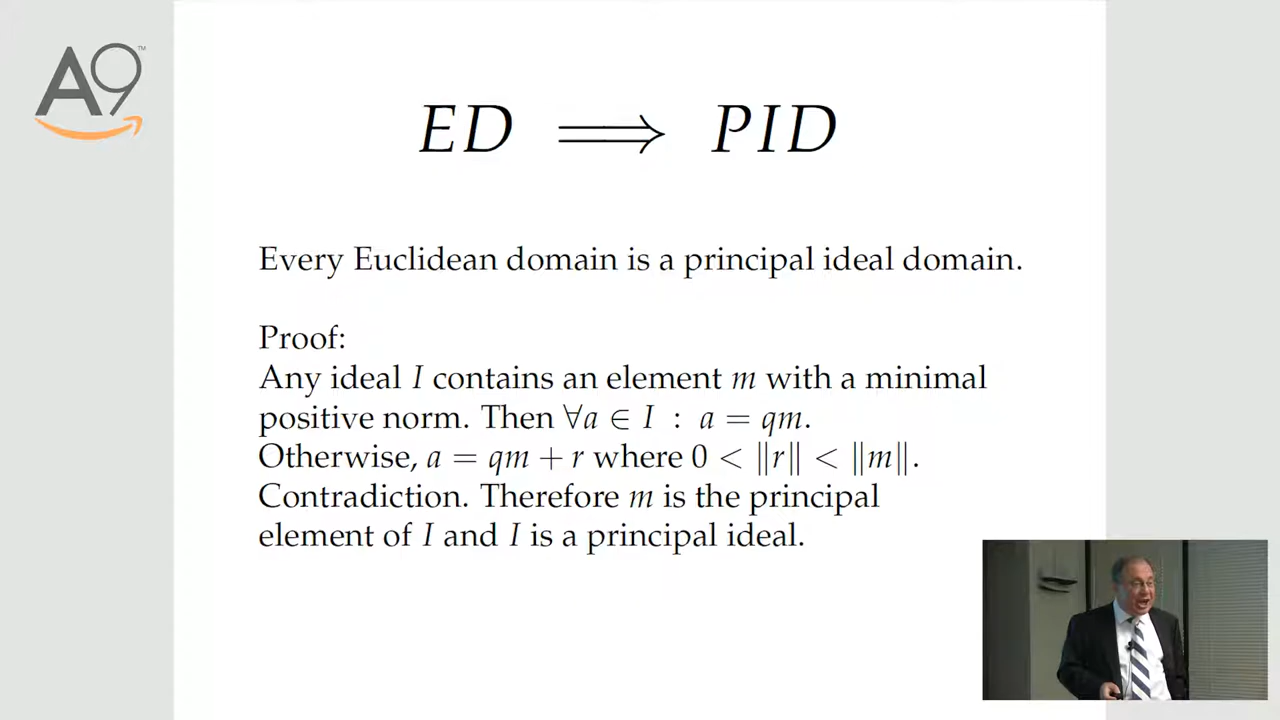 A9™
ED ⟹ PID
Every Euclidean domain is a principal ideal domain.
Proof:
Any ideal I contains an element m with a minimal
positive norm. Then ∀a ∈ I : a = qm.
Otherwise, a = qm + r where 0 < ‖r‖ < ‖m‖.
Contradiction. Therefore m is the principal
element of I and I is a principal ideal.